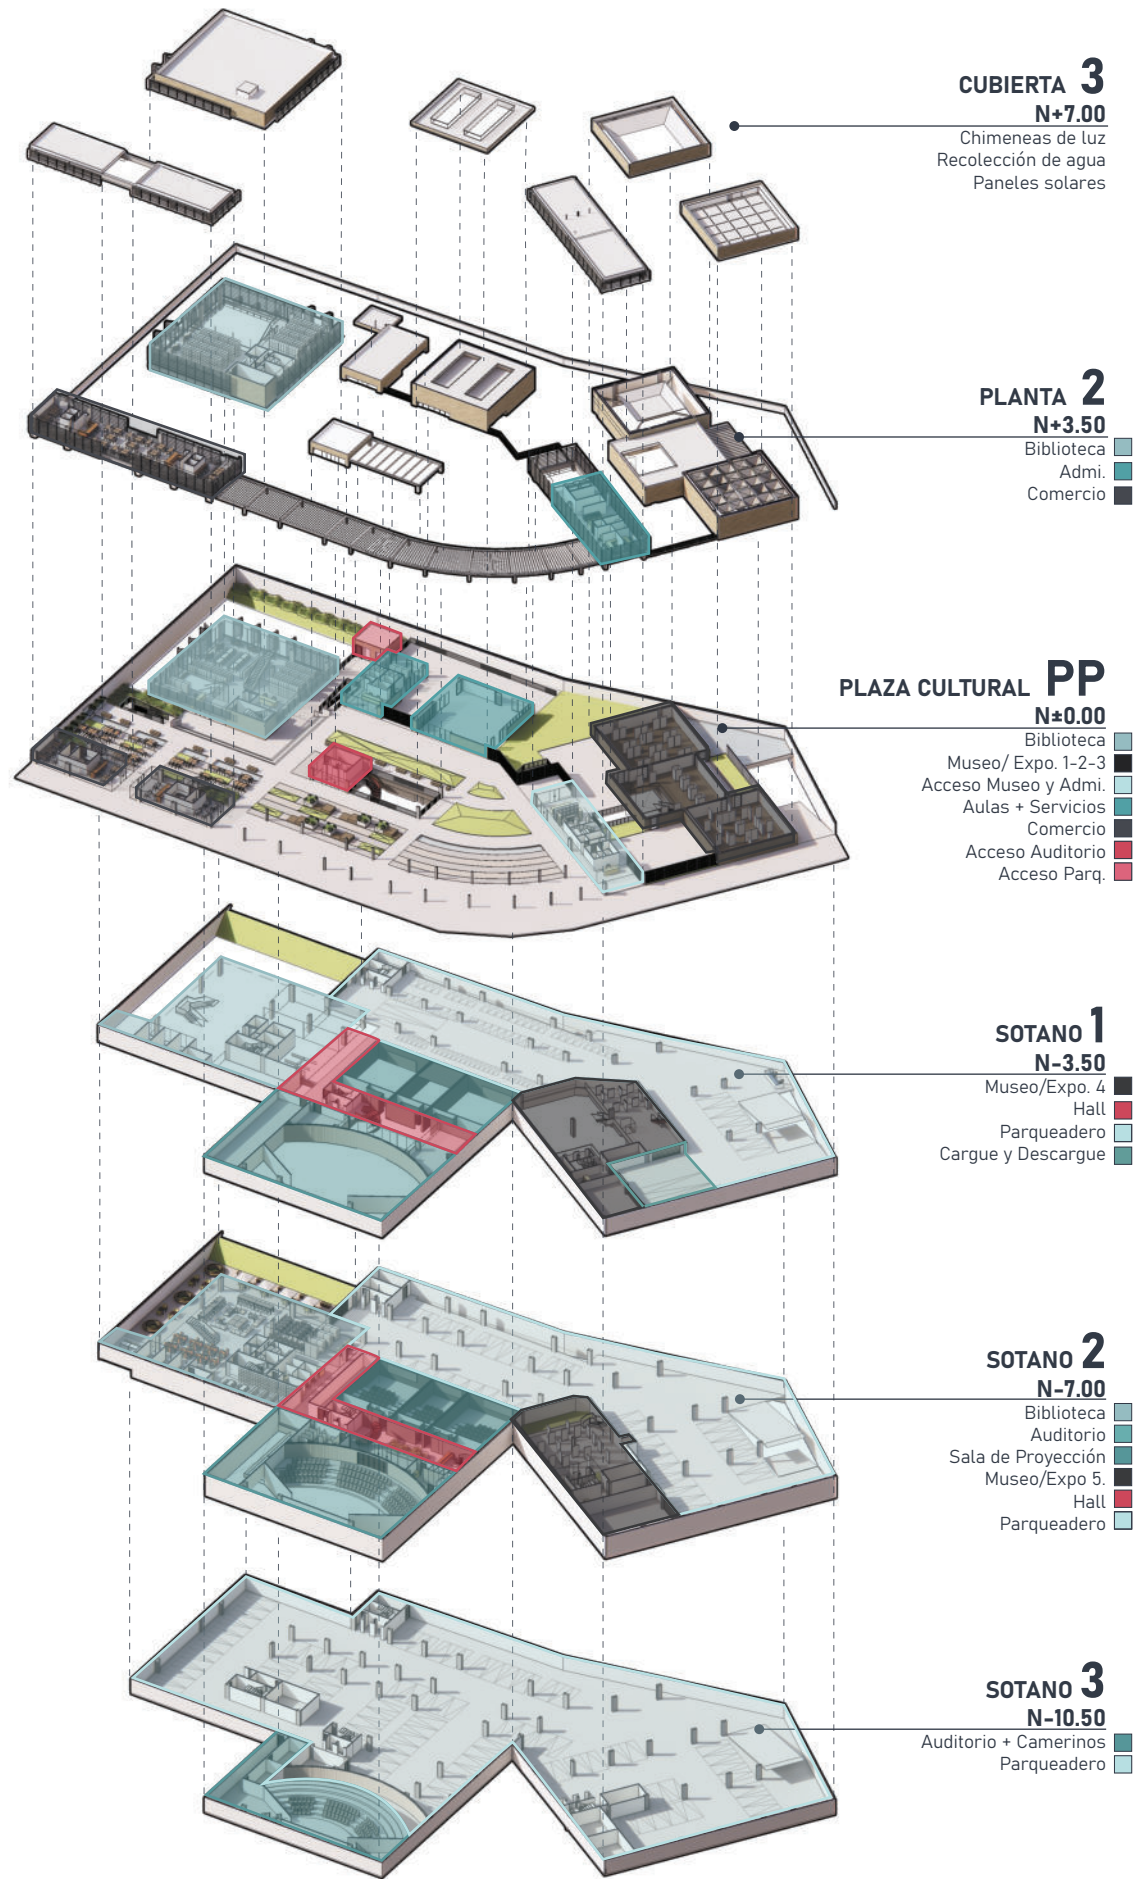 CUBIERTA 3
N+7.00
Chimeneas de luz
Recolección de agua
Paneles solares
PLANTA 2
N+3.50
Biblioteca
Admi.
Comercio
PLAZA CULTURAL PP
N±0.00
Biblioteca
Museo/ Expo. 1-2-3
Acceso Museo y Admi.
Aulas + Servicios
Comercio
Acceso Auditorio
Acceso Parq.
SOTANO 1
N-3.50
Museo/Expo. 4
Hall
Parqueadero
Cargue y Descargue
SOTANO 2
N-7.00
Biblioteca
Auditorio
Sala de Proyección
Museo/Expo 5.
Hall
Parqueadero
SOTANO 3
N-10.50
Auditorio + Camerinos
Parqueadero